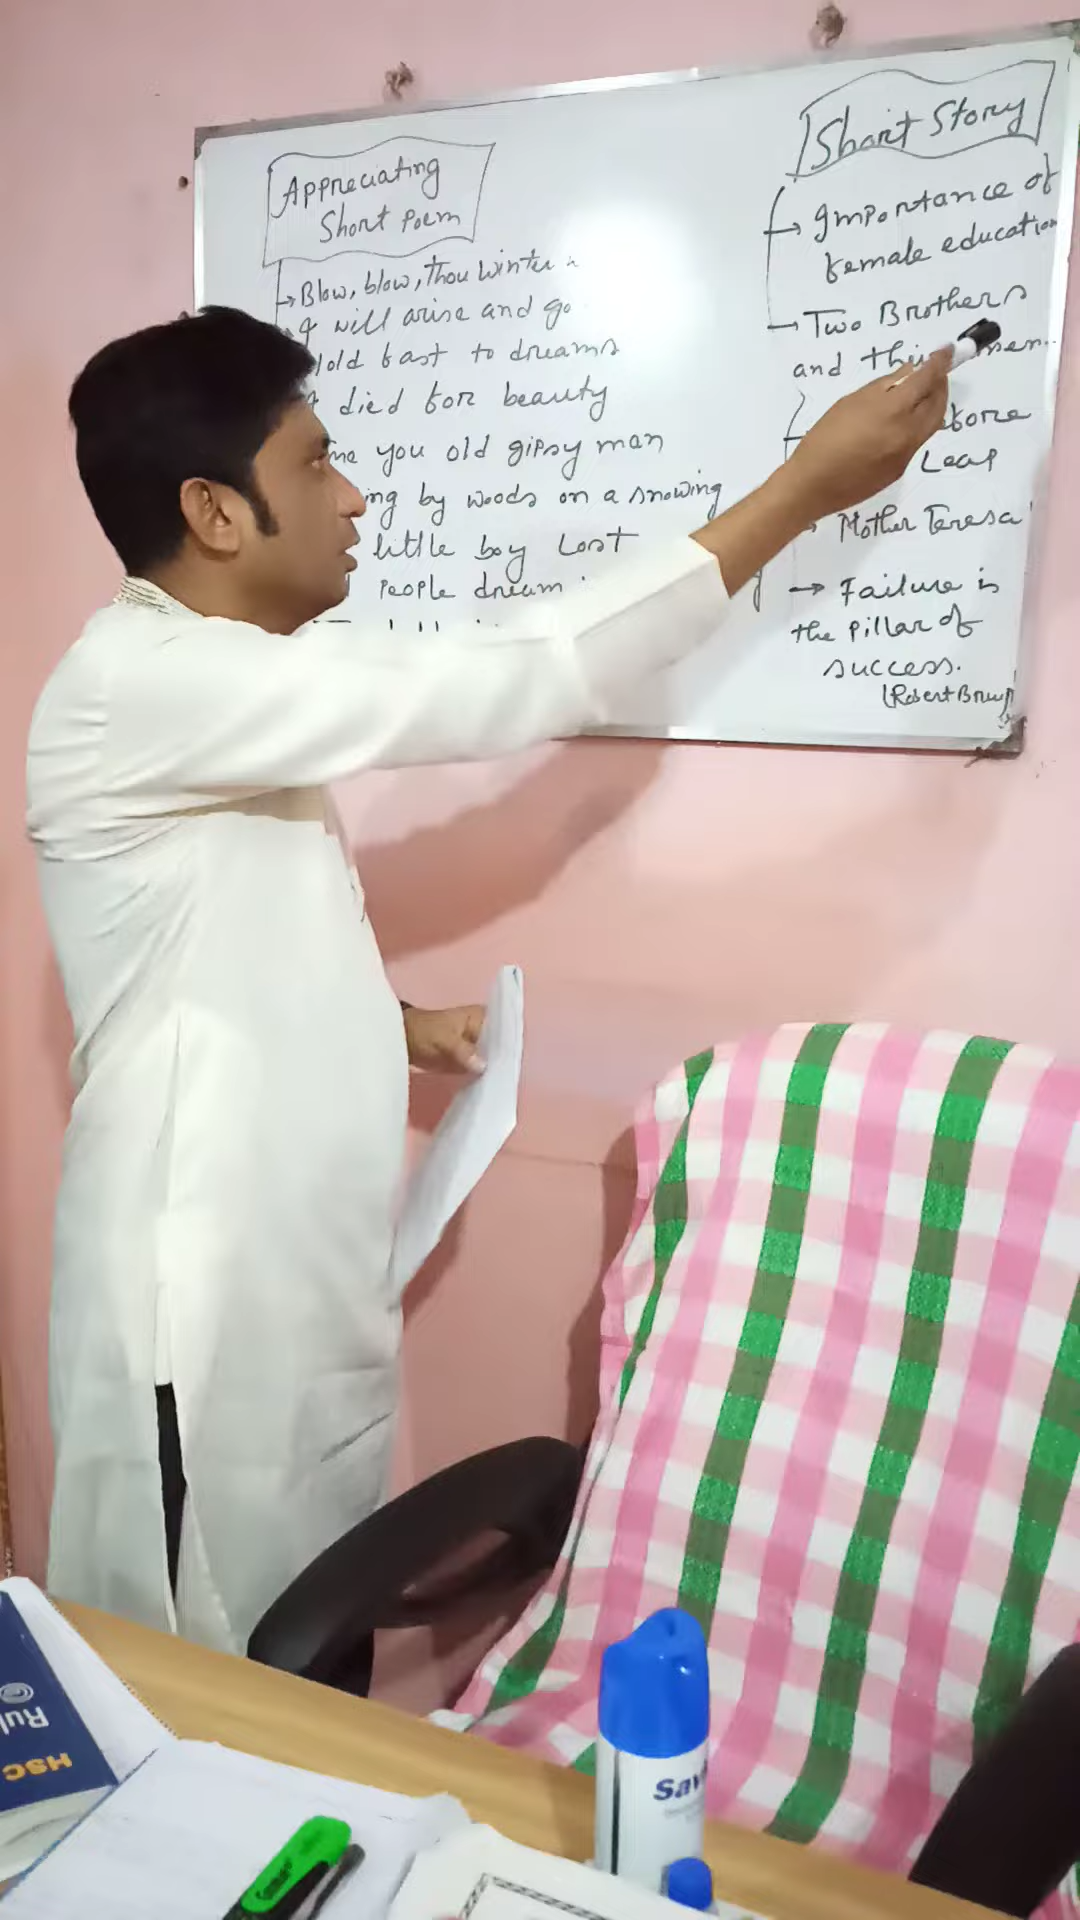 Appreciating
Short Poem
→ Blow, blow, thou winter
I will arise and go
fast to dreams
died for beauty
you old gipsy man
by woods on a snowing
little boy Lost
People dream
Short Story
→ Importance of
female education
→ Two Brothers
and
Leap
→ Mother Teresa
→ Failure is
the Pillar of
success.
(Robert Bruce)
HSC